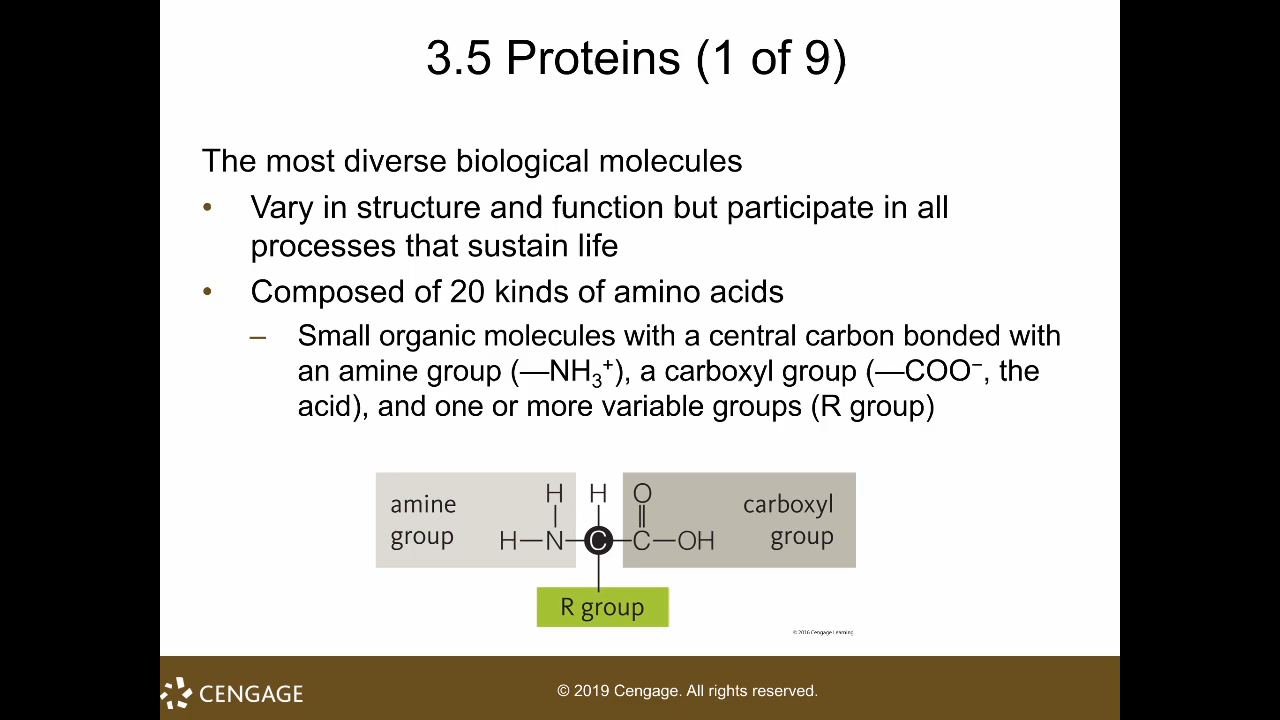 3.5 Proteins (1 of 9)
The most diverse biological molecules
• Vary in structure and function but participate in all
processes that sustain life
• Composed of 20 kinds of amino acids
– Small organic molecules with a central carbon bonded with
an amine group (—NH₃⁺), a carboxyl group (—COO⁻, the
acid), and one or more variable groups (R group)
amine
group
H H O
H—N—C—C—OH
carboxyl
group
R group
© 2016 Cengage Learning
CENGAGE
© 2019 Cengage. All rights reserved.